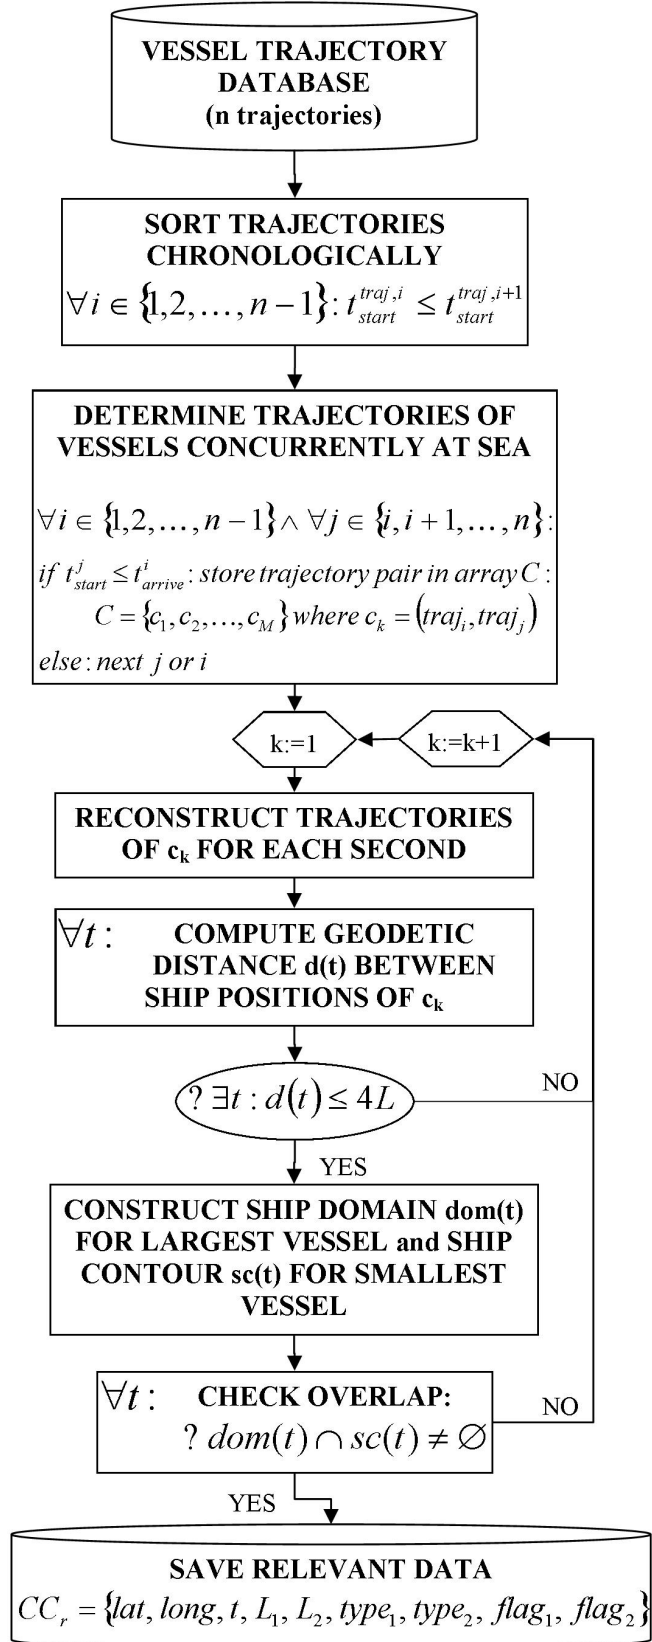 VESSEL TRAJECTORY
DATABASE
(n trajectories)
SORT TRAJECTORIES
CHRONOLOGICALLY
∀i ∈ {1,2,…,n−1}: t_start^traj,i ≤ t_start^traj,i+1
DETERMINE TRAJECTORIES OF
VESSELS CONCURRENTLY AT SEA
∀i ∈ {1,2,…,n−1} ∧ ∀j ∈ {i,i+1,…,n}:
if t_start^j ≤ t_arrive^i : store trajectory pair in array C :
C = {c_1,c_2,…,c_M} where c_k = (traj_i,traj_j)
else : next j or i
k:=1
k:=k+1
RECONSTRUCT TRAJECTORIES
OF c_k FOR EACH SECOND
∀t : COMPUTE GEODETIC
DISTANCE d(t) BETWEEN
SHIP POSITIONS OF c_k
? ∃t : d(t) ≤ 4L
NO
YES
CONSTRUCT SHIP DOMAIN dom(t)
FOR LARGEST VESSEL and SHIP
CONTOUR sc(t) FOR SMALLEST
VESSEL
∀t : CHECK OVERLAP:
? dom(t) ∩ sc(t) ≠ ∅
NO
YES
SAVE RELEVANT DATA
CC_r = {lat, long, t, L_1, L_2, type_1, type_2, flag_1, flag_2}